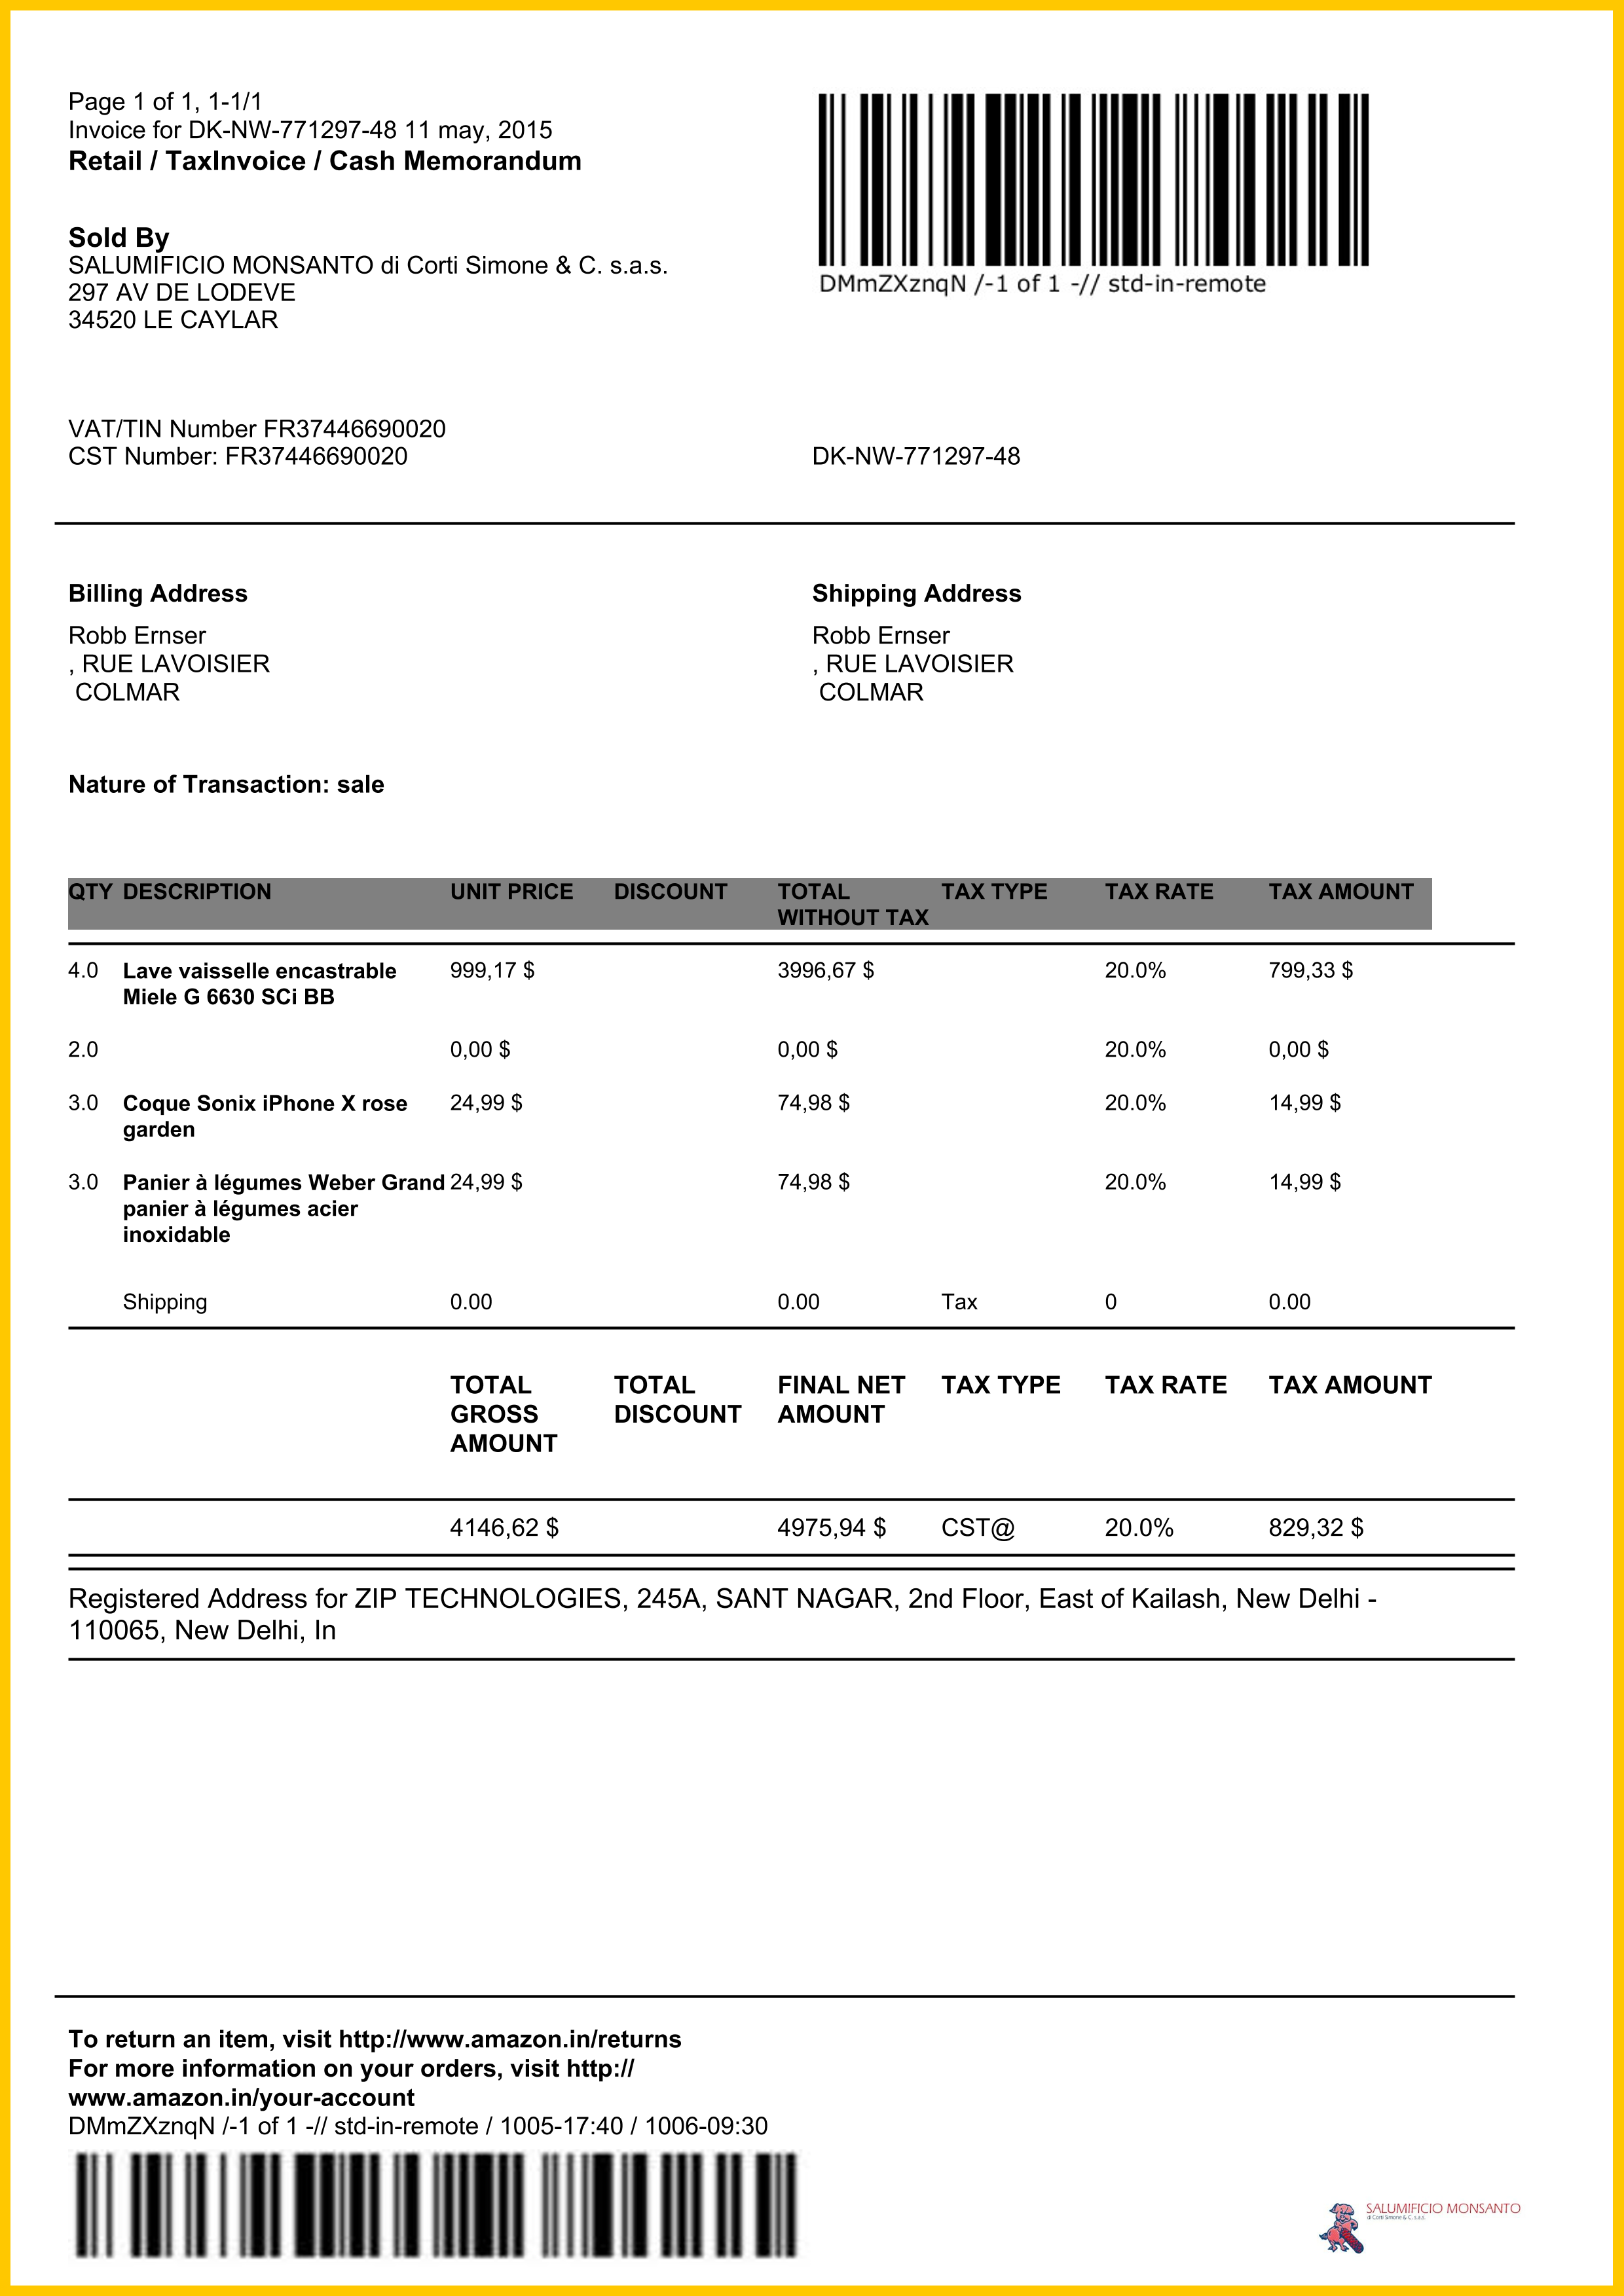 Page 1 of 1, 1-1/1
Invoice for DK-NW-771297-48 11 may, 2015
Retail / TaxInvoice / Cash Memorandum
DMmZXznqN /-1 of 1 -// std-in-remote
Sold By
SALUMIFICIO MONSANTO di Corti Simone & C. s.a.s.
297 AV DE LODEVE
34520 LE CAYLAR
VAT/TIN Number FR37446690020
CST Number: FR37446690020
DK-NW-771297-48
Billing Address
Robb Ernser
, RUE LAVOISIER
COLMAR
Shipping Address
Robb Ernser
, RUE LAVOISIER
COLMAR
Nature of Transaction: sale
QTY DESCRIPTION UNIT PRICE DISCOUNT TOTAL TAX TYPE TAX RATE TAX AMOUNT
WITHOUT TAX
4.0 Lave vaisselle encastrable 999,17 $ 3996,67 $ 20.0% 799,33 $
Miele G 6630 SCi BB
2.0 0,00 $ 0,00 $ 20.0% 0,00 $
3.0 Coque Sonix iPhone X rose 24,99 $ 74,98 $ 20.0% 14,99 $
garden
3.0 Panier à légumes Weber Grand 24,99 $ 74,98 $ 20.0% 14,99 $
panier à légumes acier
inoxidable
Shipping 0.00 0.00 Tax 0 0.00
TOTAL TOTAL FINAL NET TAX TYPE TAX RATE TAX AMOUNT
GROSS DISCOUNT AMOUNT
AMOUNT
4146,62 $ 4975,94 $ CST@ 20.0% 829,32 $
Registered Address for ZIP TECHNOLOGIES, 245A, SANT NAGAR, 2nd Floor, East of Kailash, New Delhi -
110065, New Delhi, In
To return an item, visit http://www.amazon.in/returns
For more information on your orders, visit http://
www.amazon.in/your-account
DMmZXznqN /-1 of 1 -// std-in-remote / 1005-17:40 / 1006-09:30
SALUMIFICIO MONSANTO
di Corti Simone & C. s.a.s.